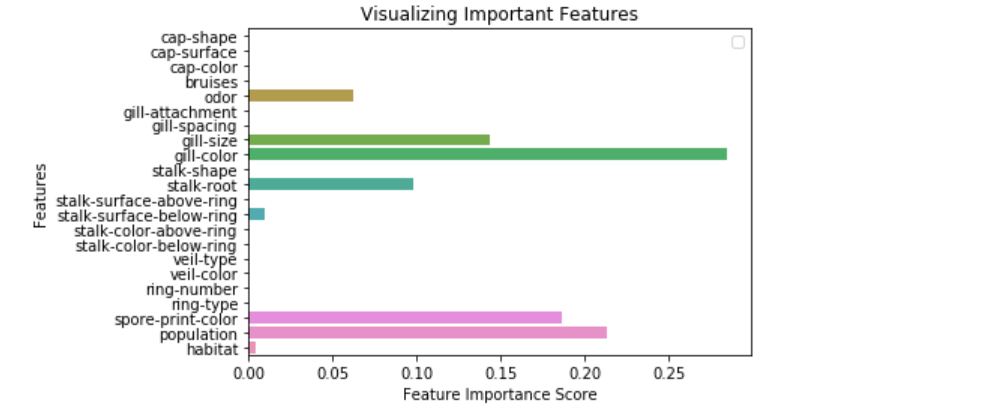 Visualizing Important Features
cap-shape
cap-surface
cap-color
bruises
odor
gill-attachment
gill-spacing
gill-size
gill-color
stalk-shape
stalk-root
stalk-surface-above-ring
stalk-surface-below-ring
stalk-color-above-ring
stalk-color-below-ring
veil-type
veil-color
ring-number
ring-type
spore-print-color
population
habitat
Features
0.00 0.05 0.10 0.15 0.20 0.25
Feature Importance Score